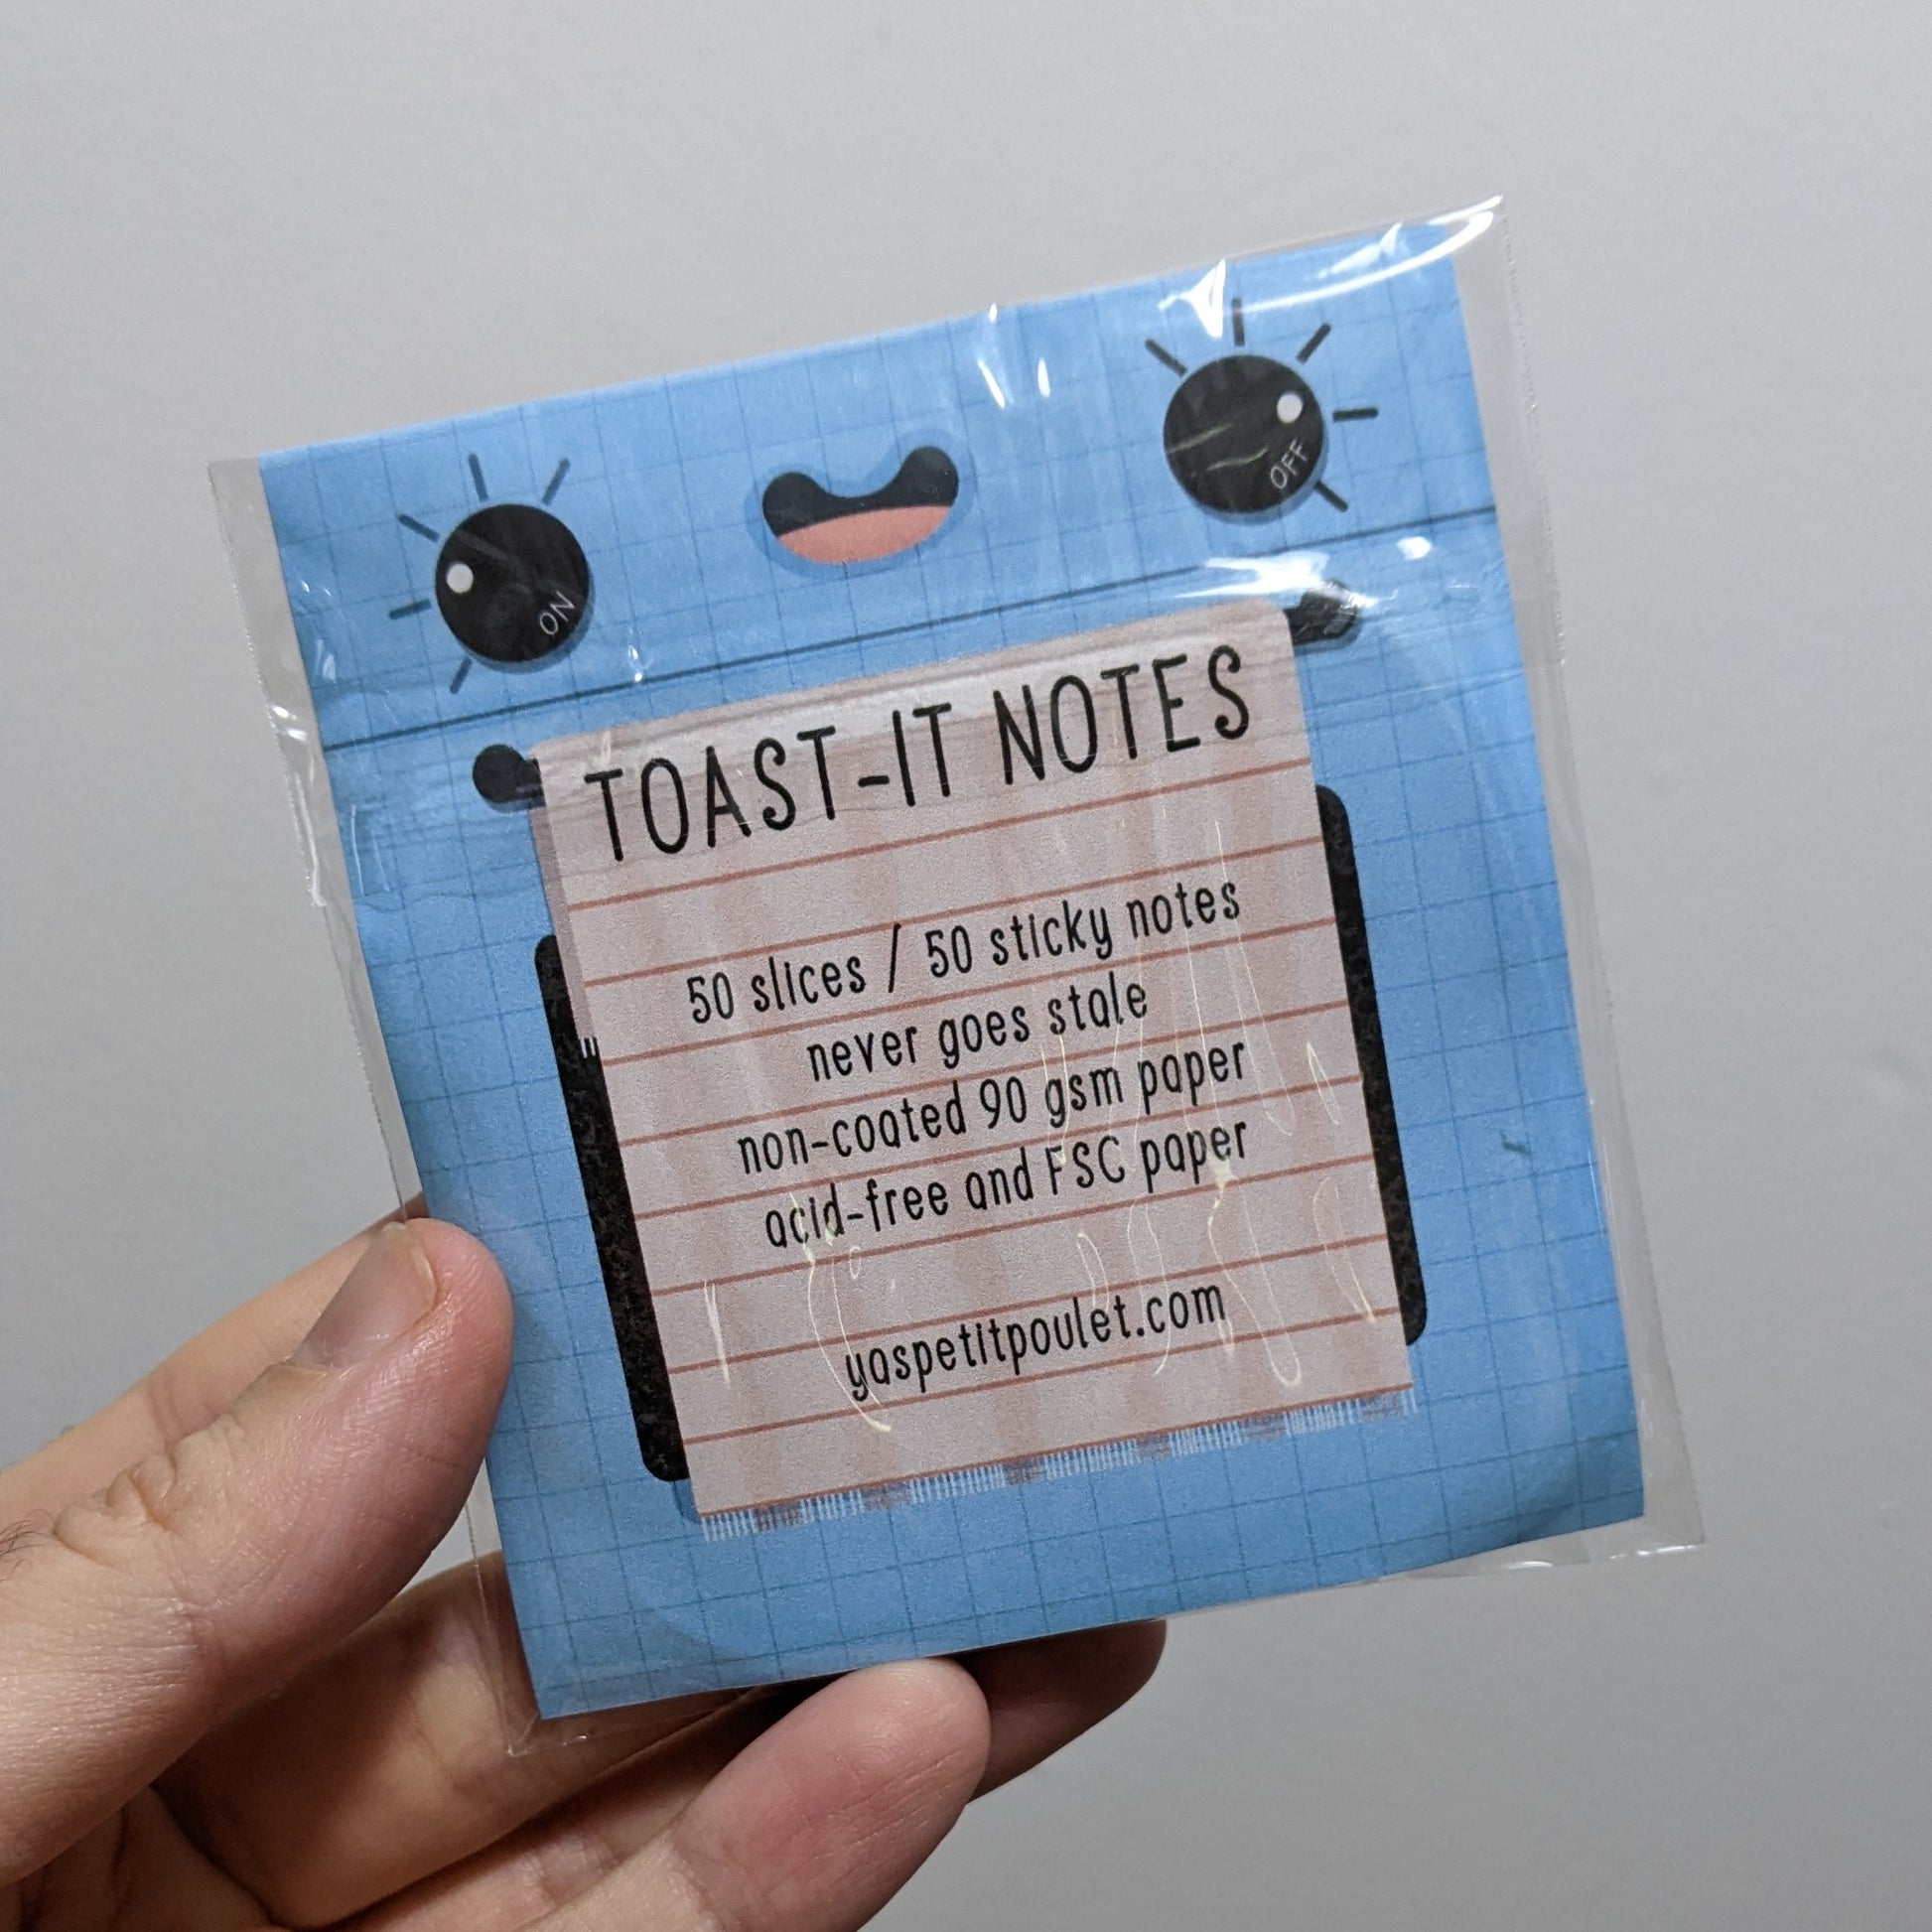 ON
OFF
TOAST-IT NOTES
50 slices / 50 sticky notes
never goes stale
non-coated 90 gsm paper
acid-free and FSC paper
yaspetitpoulet.com